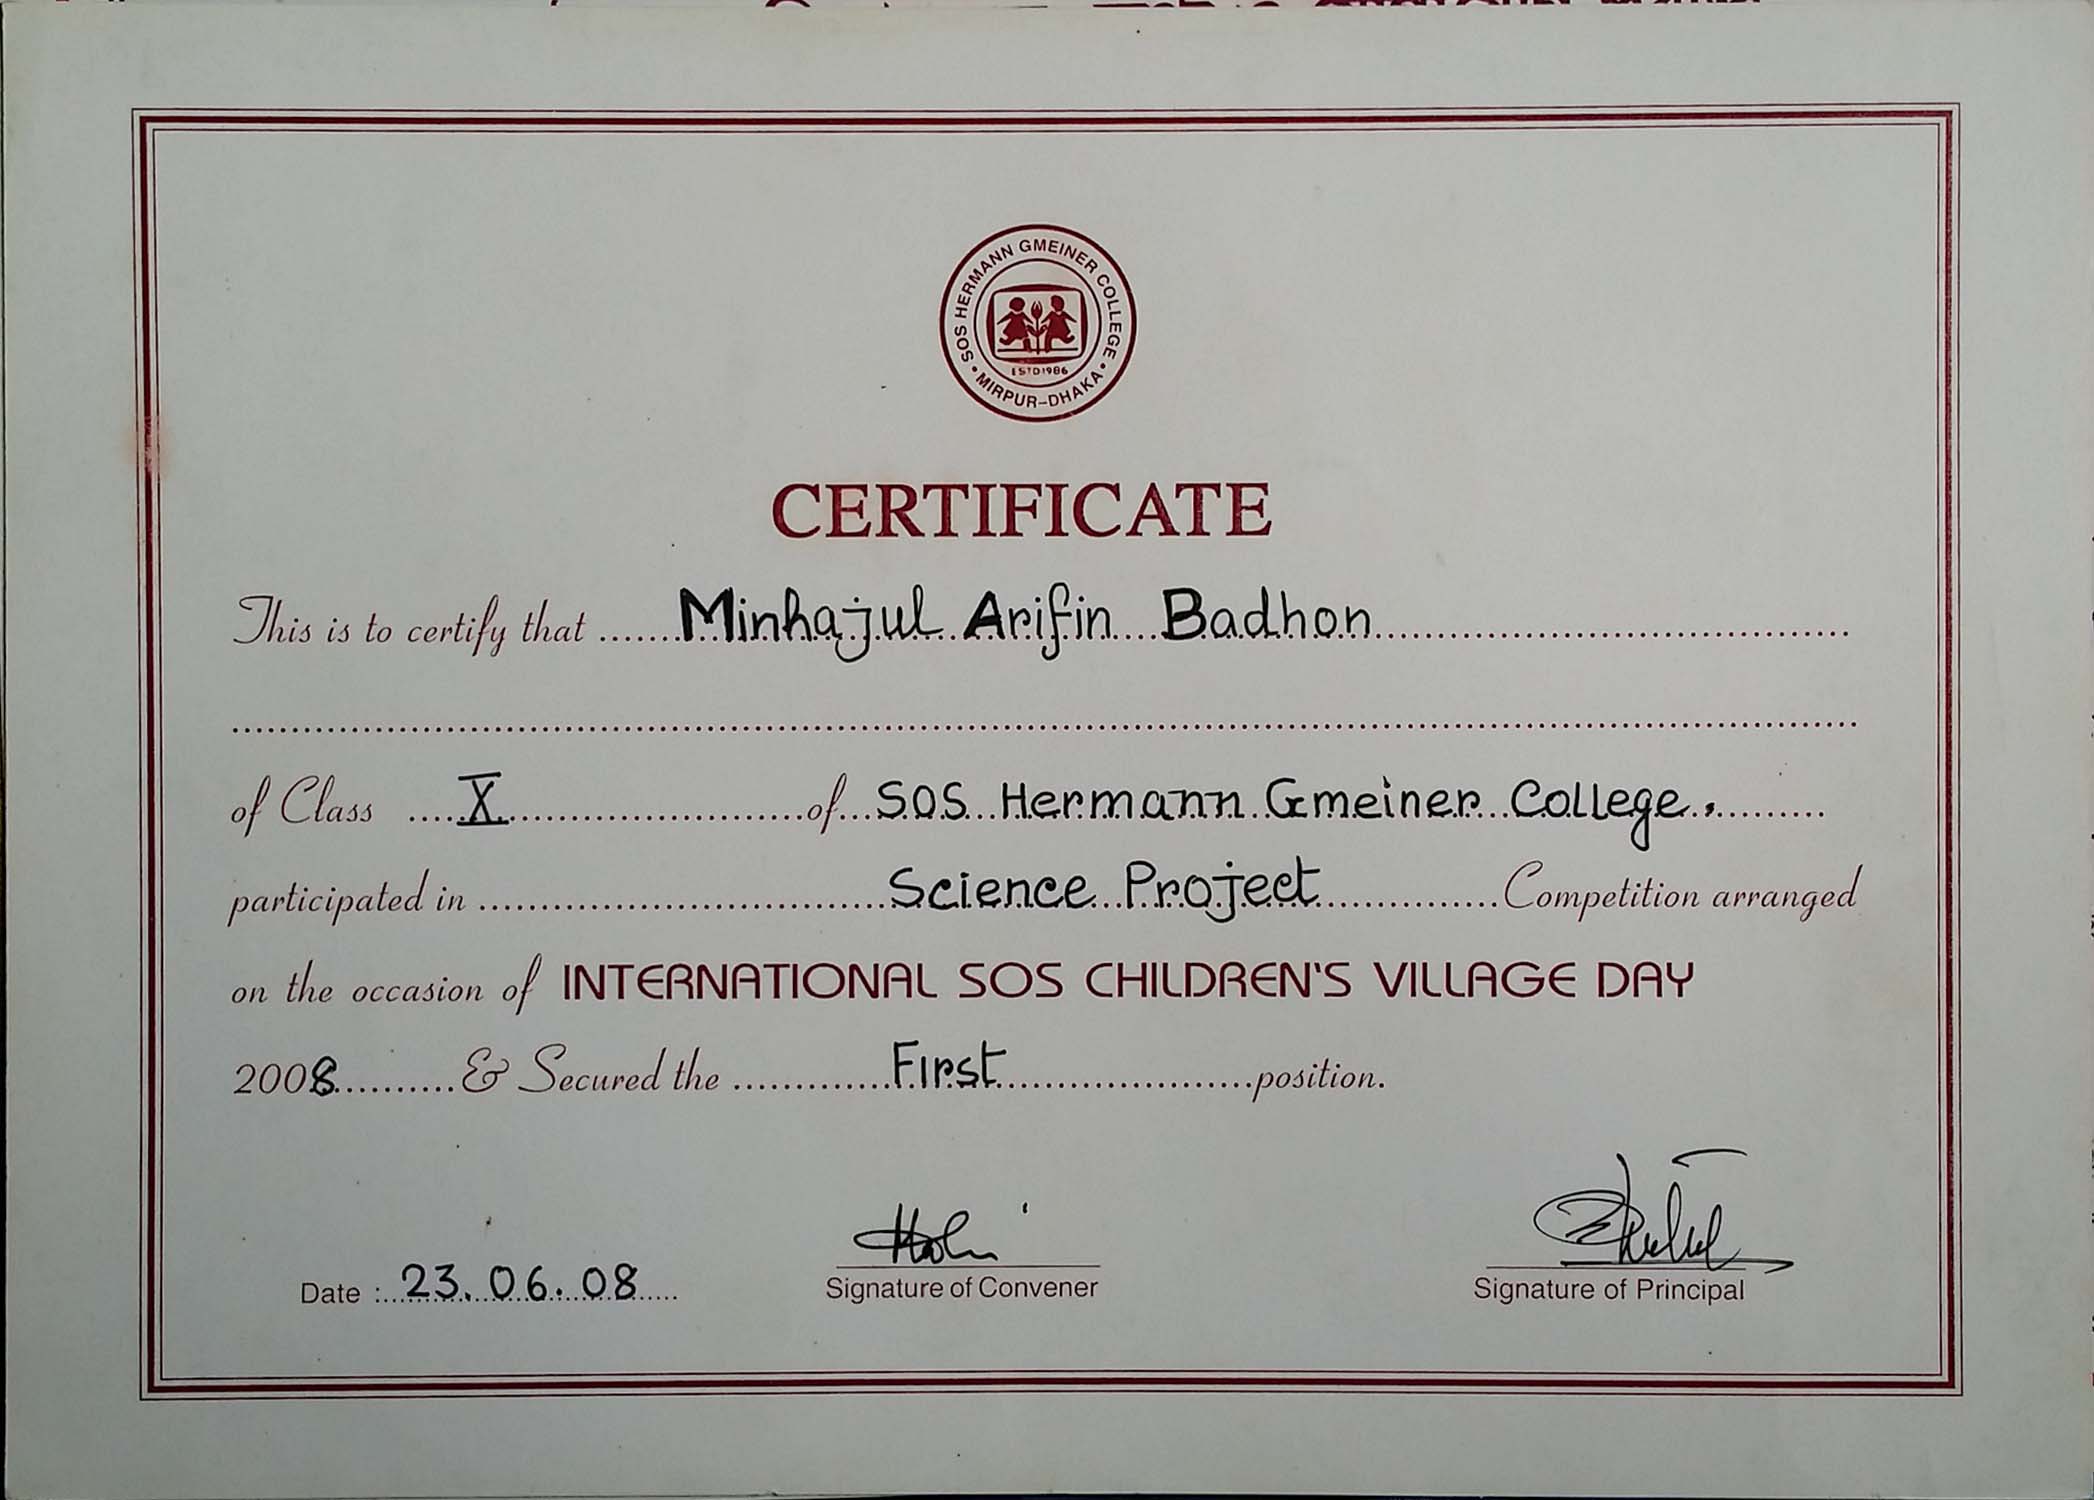 SOS HERMANN GMEINER COLLEGE
ESTD 1986
MIRPUR-DHAKA
CERTIFICATE
This is to certify that Minhajul Arifin Badhon
of Class X of SOS Hermann Gmeiner College,
participated in Science Project Competition arranged
on the occasion of INTERNATIONAL SOS CHILDREN'S VILLAGE DAY
2008 & Secured the First position.
Date : 23.06.08
Signature of Convener
Signature of Principal